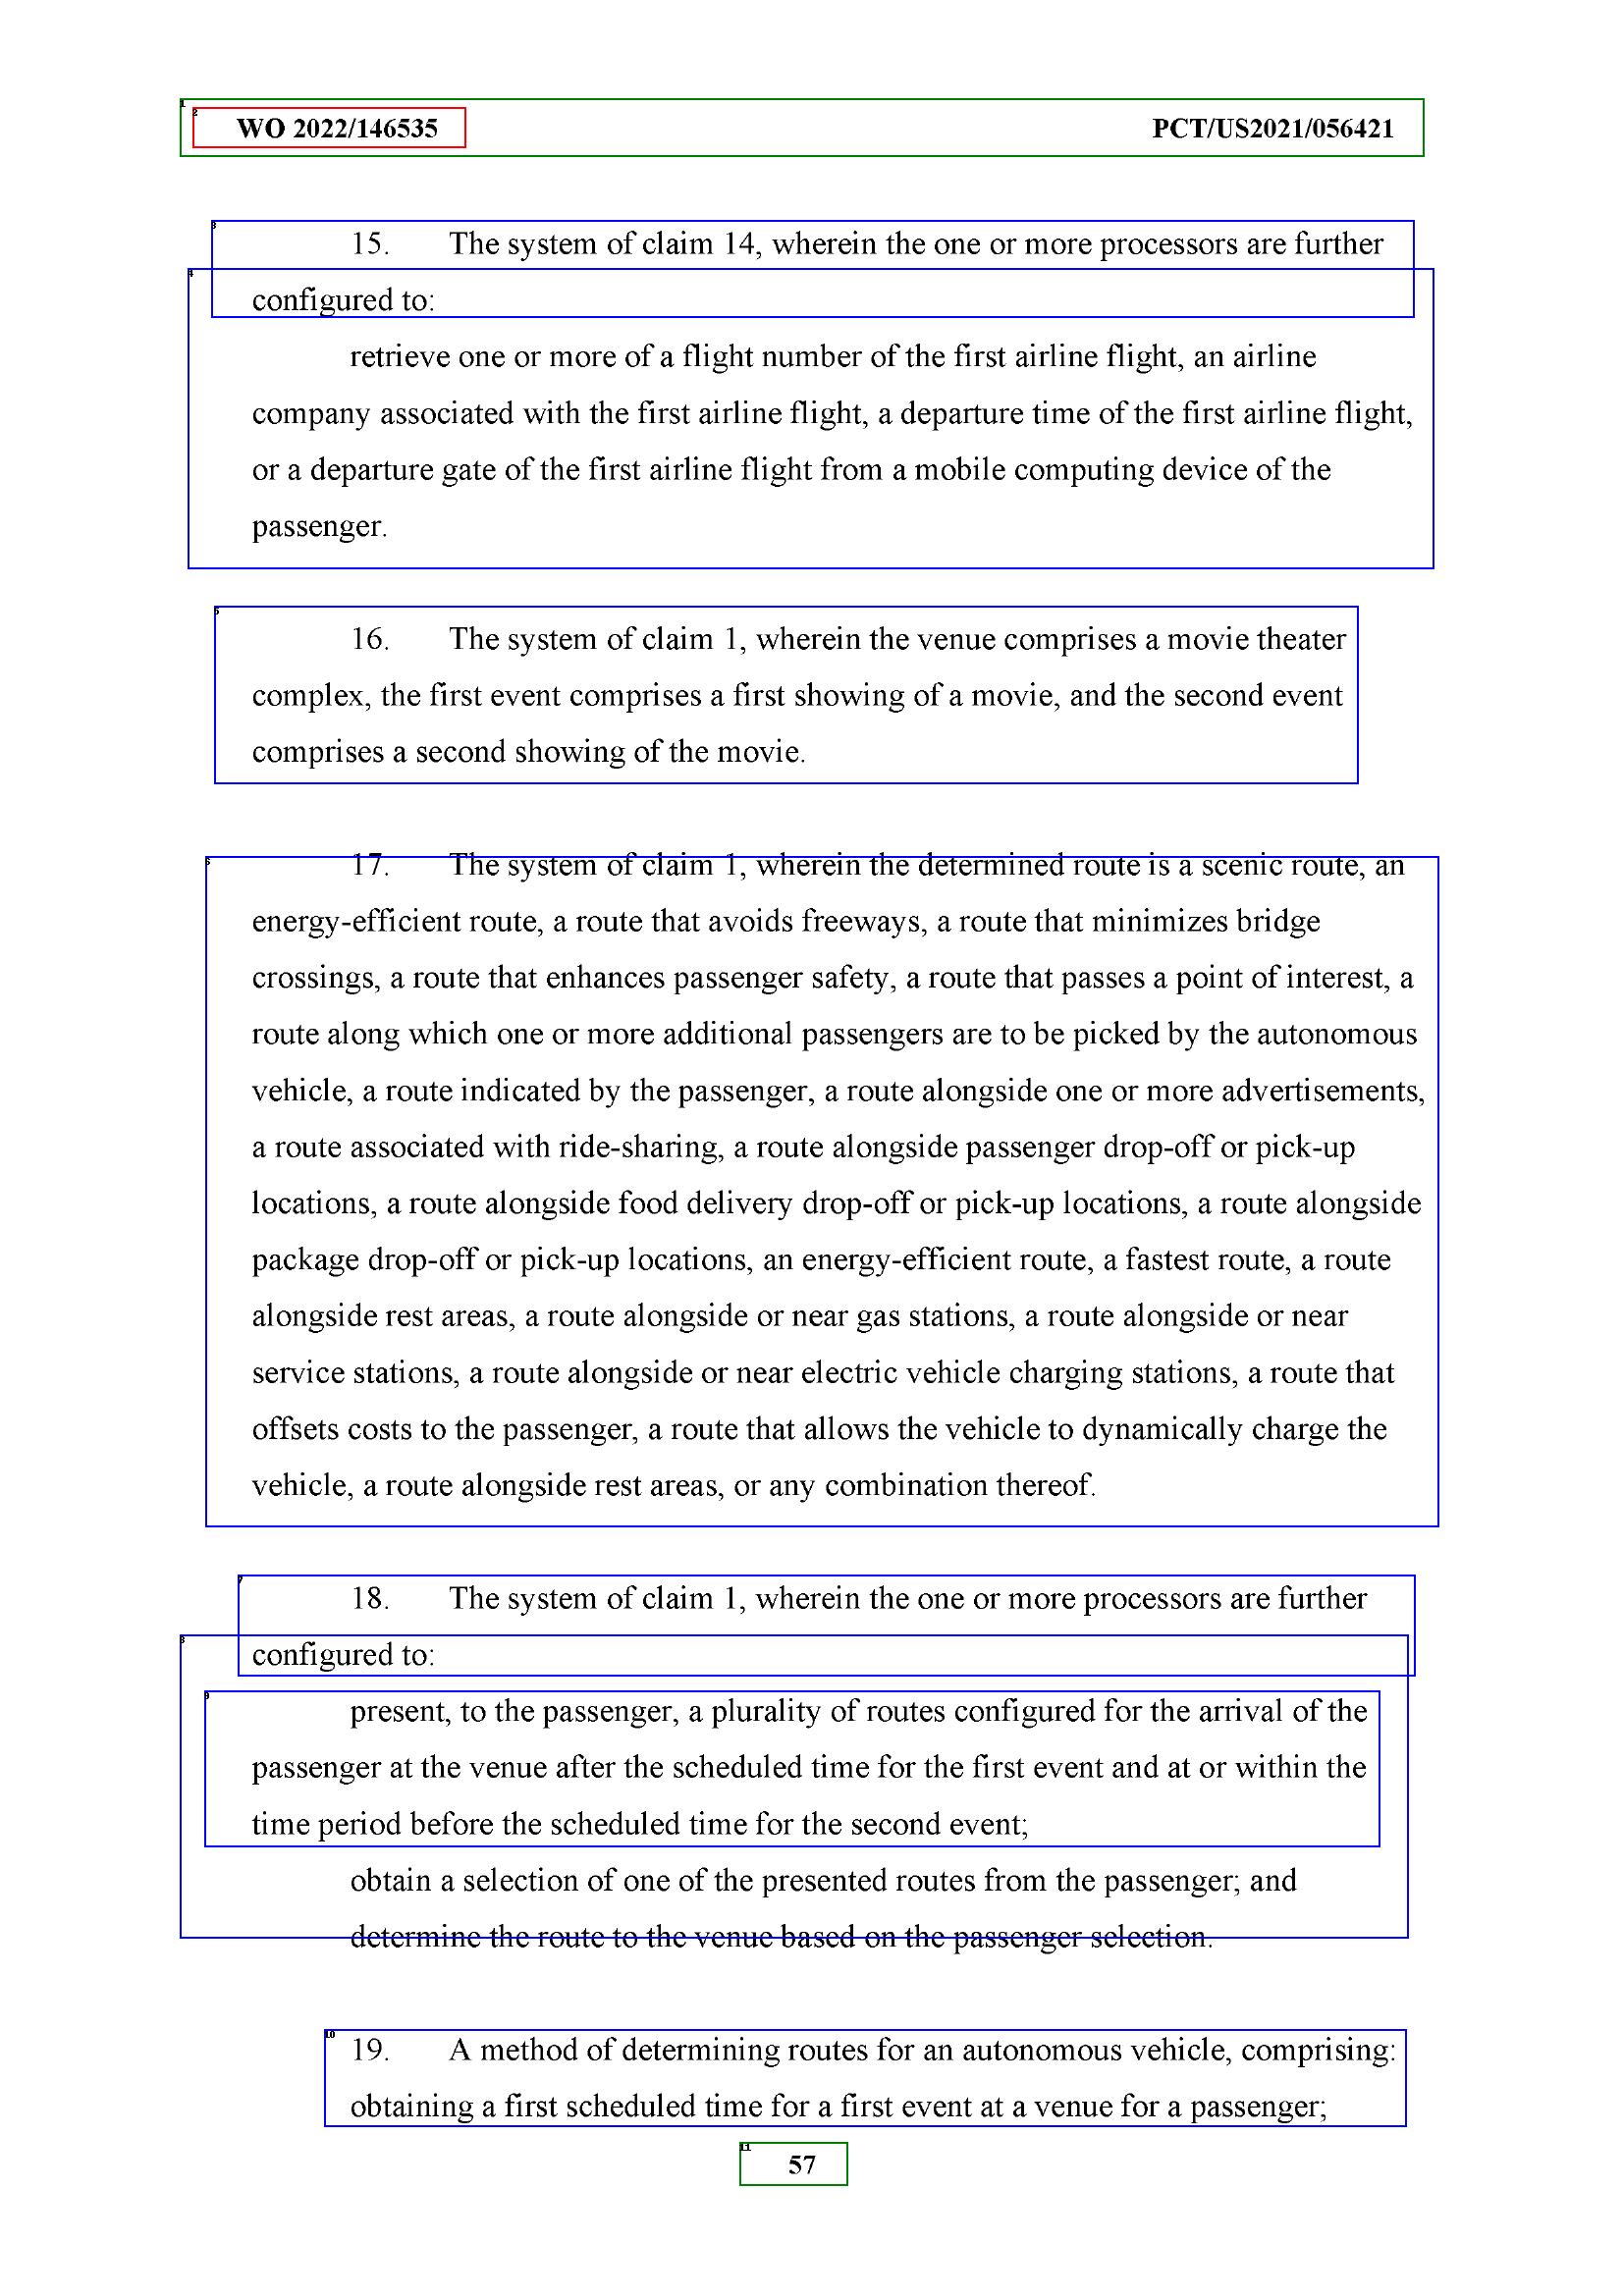 1
2
WO 2022/146535 PCT/US2021/056421
3
15. The system of claim 14, wherein the one or more processors are further
4
configured to:
retrieve one or more of a flight number of the first airline flight, an airline
company associated with the first airline flight, a departure time of the first airline flight,
or a departure gate of the first airline flight from a mobile computing device of the
passenger.
5
16. The system of claim 1, wherein the venue comprises a movie theater
complex, the first event comprises a first showing of a movie, and the second event
comprises a second showing of the movie.
6
17. The system of claim 1, wherein the determined route is a scenic route, an
energy-efficient route, a route that avoids freeways, a route that minimizes bridge
crossings, a route that enhances passenger safety, a route that passes a point of interest, a
route along which one or more additional passengers are to be picked by the autonomous
vehicle, a route indicated by the passenger, a route alongside one or more advertisements,
a route associated with ride-sharing, a route alongside passenger drop-off or pick-up
locations, a route alongside food delivery drop-off or pick-up locations, a route alongside
package drop-off or pick-up locations, an energy-efficient route, a fastest route, a route
alongside rest areas, a route alongside or near gas stations, a route alongside or near
service stations, a route alongside or near electric vehicle charging stations, a route that
offsets costs to the passenger, a route that allows the vehicle to dynamically charge the
vehicle, a route alongside rest areas, or any combination thereof.
7
18. The system of claim 1, wherein the one or more processors are further
8
configured to:
9
present, to the passenger, a plurality of routes configured for the arrival of the
passenger at the venue after the scheduled time for the first event and at or within the
time period before the scheduled time for the second event;
obtain a selection of one of the presented routes from the passenger; and
determine the route to the venue based on the passenger selection.
10
19. A method of determining routes for an autonomous vehicle, comprising:
obtaining a first scheduled time for a first event at a venue for a passenger;
11
57